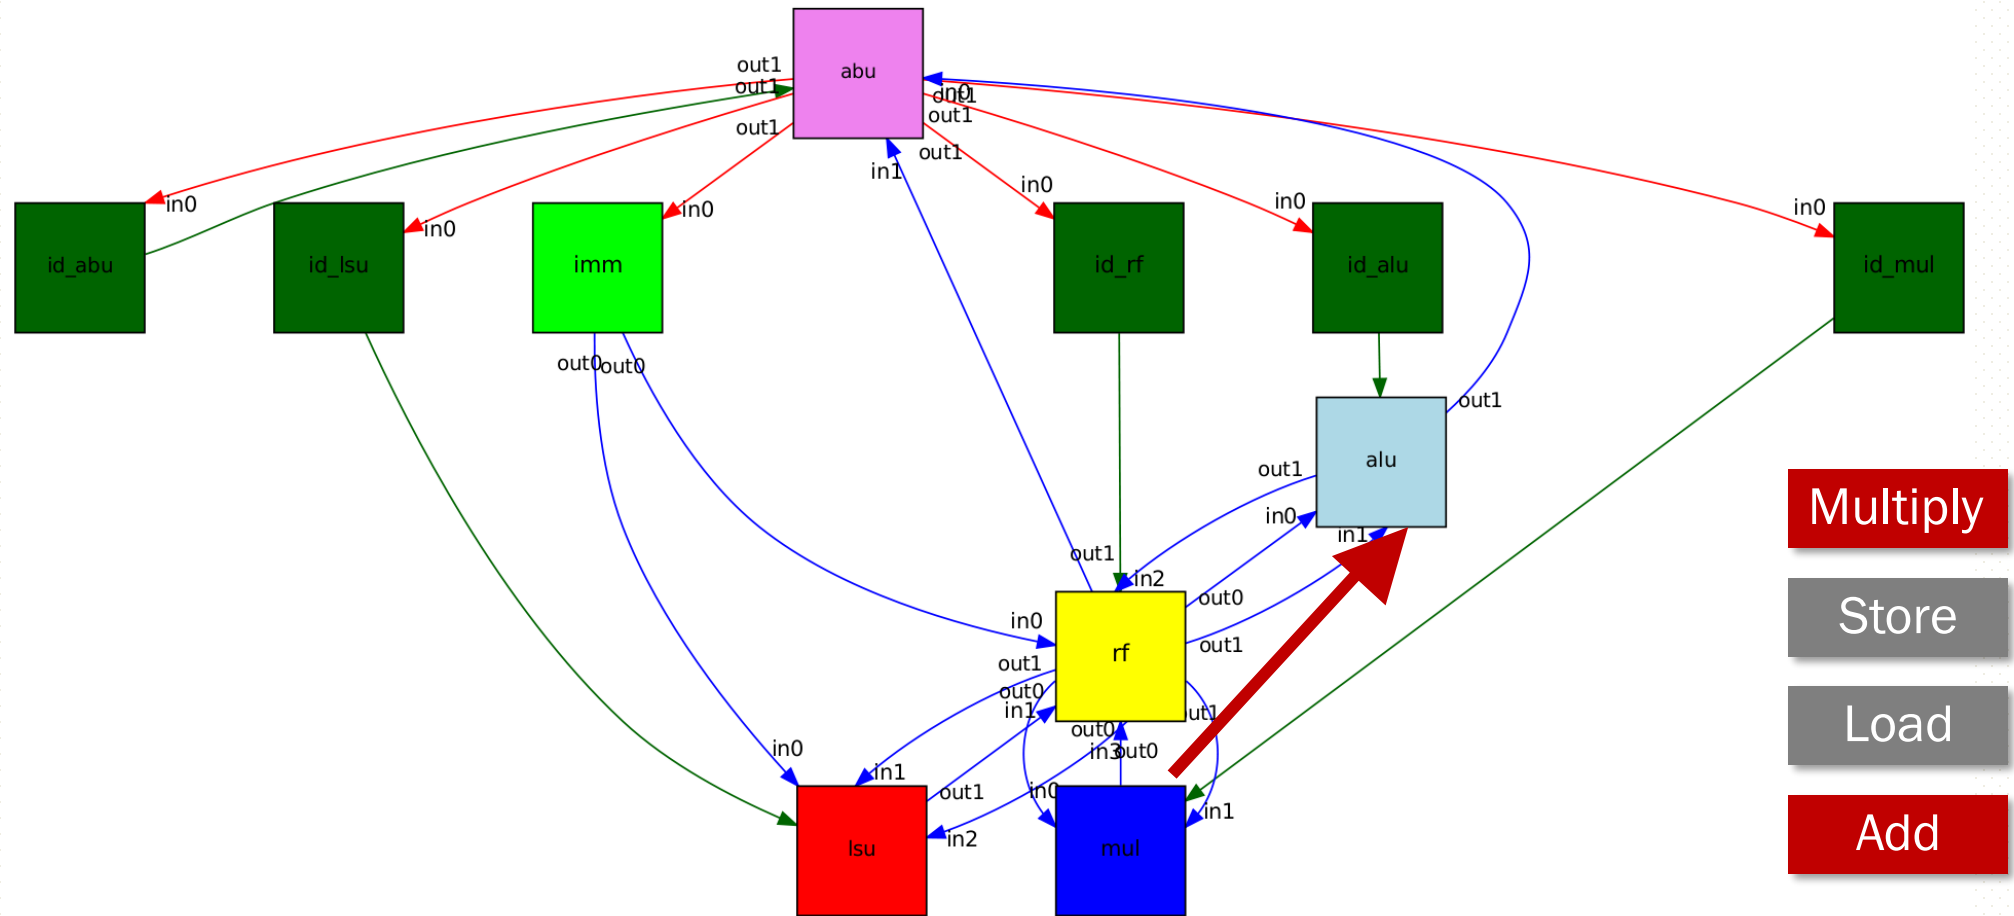 abu
out1
out1
out1
in0
out1
out1
out1
in1
in0
in0
in0
in0
in0
in0
id_abu
id_lsu
imm
id_rf
id_alu
id_mul
out0
out0
out1
alu
out1
in0
in1
out1
in2
out0
in0
out1
rf
out1
out0
in1
out0
out1
in3
out0
in0
in1
out1
in0
in1
in2
lsu
mul
Multiply
Store
Load
Add